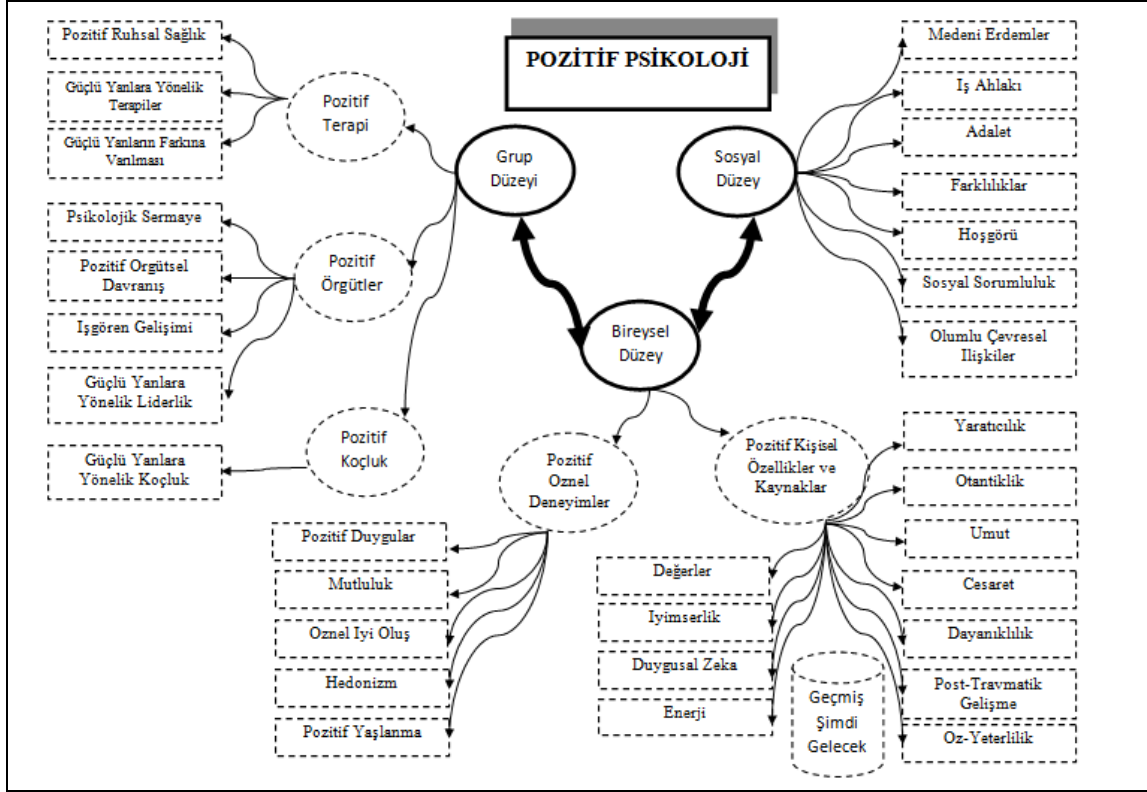 POZİTİF PSİKOLOJİ
Pozitif Ruhsal Sağlık
Güçlü Yanlara Yönelik
Terapiler
Güçlü Yanların Farkına
Varılması
Pozitif
Terapi
Grup
Düzeyi
Sosyal
Düzey
Medeni Erdemler
İş Ahlakı
Adalet
Farklılıklar
Hoşgörü
Sosyal Sorumluluk
Olumlu Çevresel
Ilişkiler
Psikolojik Sermaye
Pozitif Orgütsel
Davranış
Işgören Gelişimi
Güçlü Yanlara
Yönelik Liderlik
Pozitif
Örgütler
Bireysel
Düzey
Güçlü Yanlara
Yönelik Koçluk
Pozitif
Koçluk
Pozitif
Oznel
Deneyimler
Pozitif Kişisel
Özellikler ve
Kaynaklar
Pozitif Duygular
Mutluluk
Oznel Iyi Oluş
Hedonizm
Pozitif Yaşlanma
Değerler
Iyimserlik
Duygusal Zeka
Enerji
Geçmiş
Şimdi
Gelecek
Yaratıcılık
Otantiklik
Umut
Cesaret
Dayanıklılık
Post-Travmatik
Gelişme
Oz-Yeterlilik